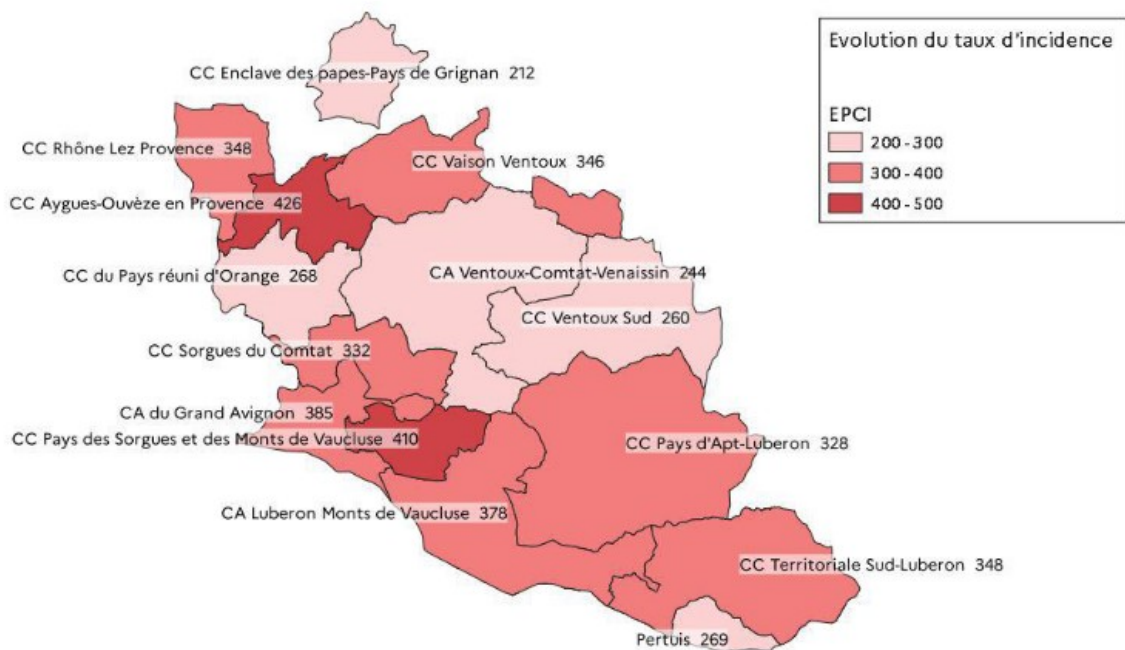 Evolution du taux d'incidence
EPCI
200 - 300
300 - 400
400 - 500
CC Enclave des papes-Pays de Grignan 212
CC Rhône Lez Provence 348
CC Vaison Ventoux 346
CC Aygues-Ouvèze en Provence 426
CC du Pays réuni d'Orange 268
CA Ventoux-Comtat-Venaissin 244
CC Ventoux Sud 260
CC Sorgues du Comtat 332
CA du Grand Avignon 385
CC Pays des Sorgues et des Monts de Vaucluse 410
CC Pays d'Apt-Luberon 328
CA Luberon Monts de Vaucluse 378
CC Territoriale Sud-Luberon 348
Pertuis 269